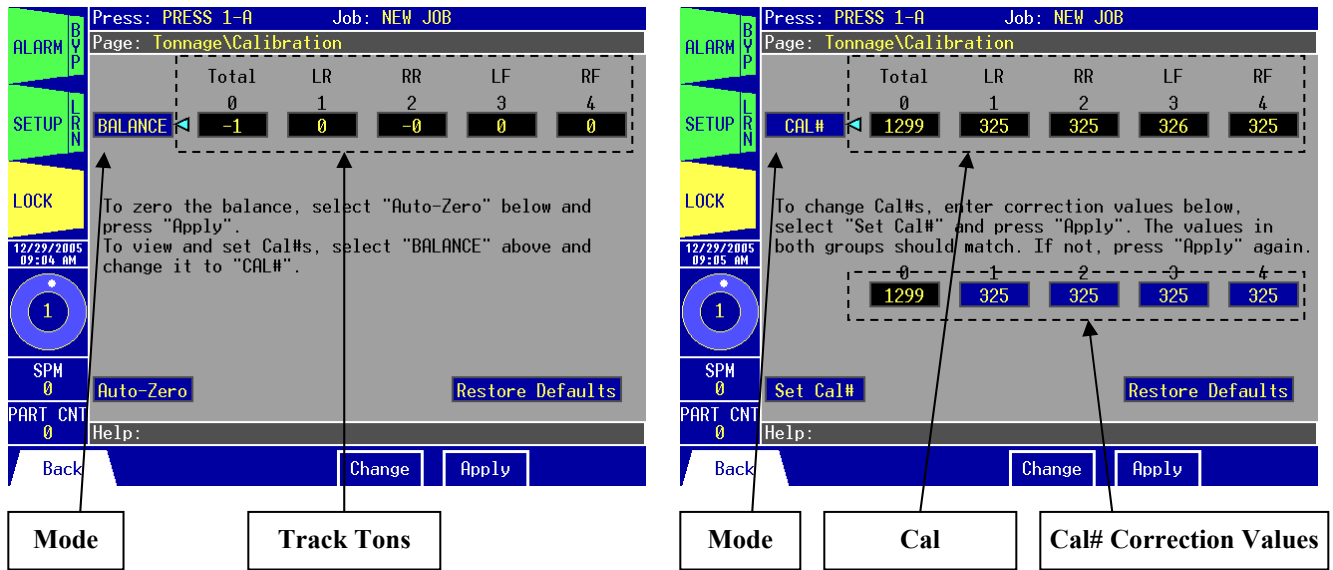 Press: PRESS 1-A Job: NEW JOB
Page: Tonnage\Calibration
ALARM BYP
SETUP LRN
LOCK
12/29/2005
09:04 AM
1
SPM
0
PART CNT
0
Total LR RR LF RF
0 1 2 3 4
BALANCE -1 0 -0 0 0
To zero the balance, select "Auto-Zero" below and
press "Apply".
To view and set Cal#s, select "BALANCE" above and
change it to "CAL#".
Auto-Zero Restore Defaults
Help:
Back Change Apply
Mode Track Tons
Press: PRESS 1-A Job: NEW JOB
Page: Tonnage\Calibration
ALARM BYP
SETUP LRN
LOCK
12/29/2005
09:05 AM
1
SPM
0
PART CNT
0
Total LR RR LF RF
0 1 2 3 4
CAL# 1299 325 325 326 325
To change Cal#s, enter correction values below,
select "Set Cal#" and press "Apply". The values in
both groups should match. If not, press "Apply" again.
0 1 2 3 4
1299 325 325 325 325
Set Cal# Restore Defaults
Help:
Back Change Apply
Mode Cal Cal# Correction Values